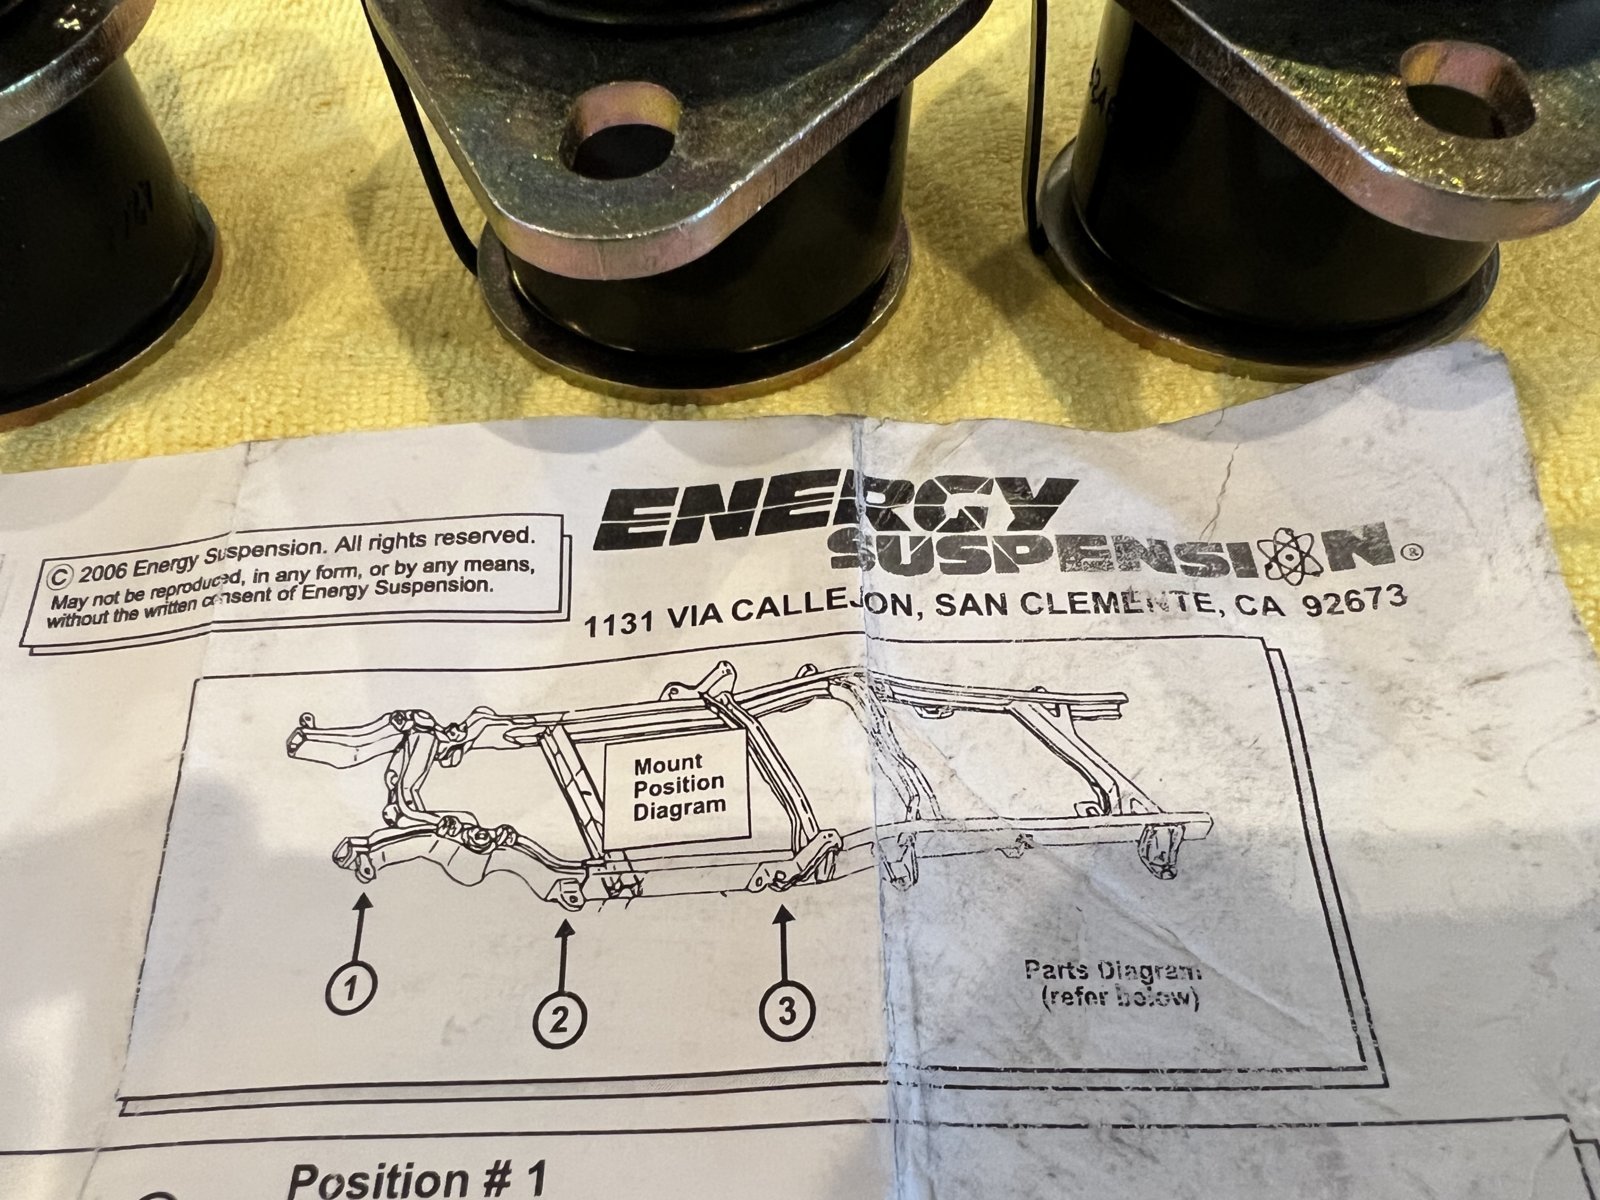 ENERGY
SUSPENSION®
1131 VIA CALLEJON, SAN CLEMENTE, CA 92673
© 2006 Energy Suspension. All rights reserved.
May not be reproduced, in any form, or by any means,
without the written consent of Energy Suspension.
Mount
Position
Diagram
1
2
3
Parts Diagram
(refer below)
Position # 1